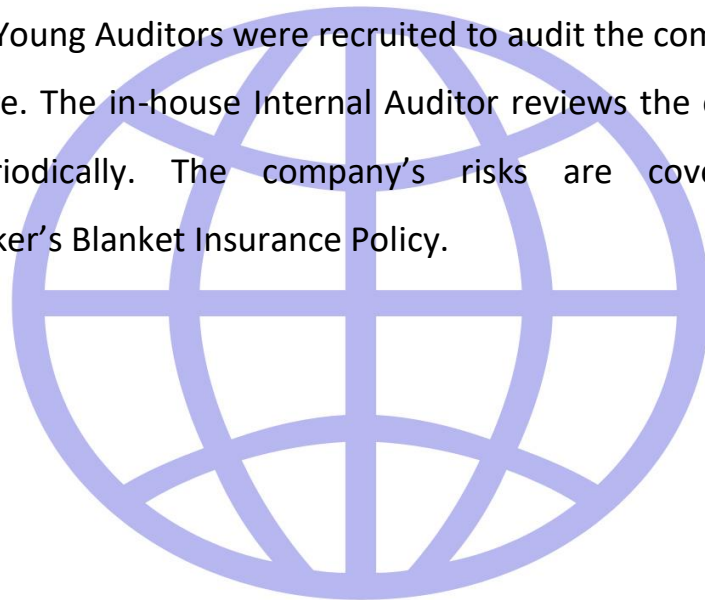 Young Auditors were recruited to audit the com
e. The in-house Internal Auditor reviews the
riodically. The company's risks are cove
ker's Blanket Insurance Policy.